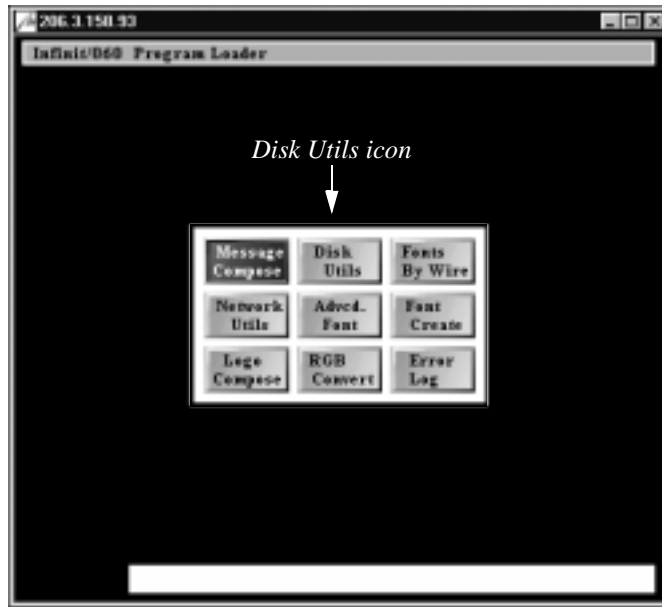 206.3.150.93
Infinit/060 Program Loader
Disk Utils icon
Message Compose
Disk Utils
Fonts By Wire
Network Utils
Advcd. Font
Font Create
Logo Compose
RGB Convert
Error Log